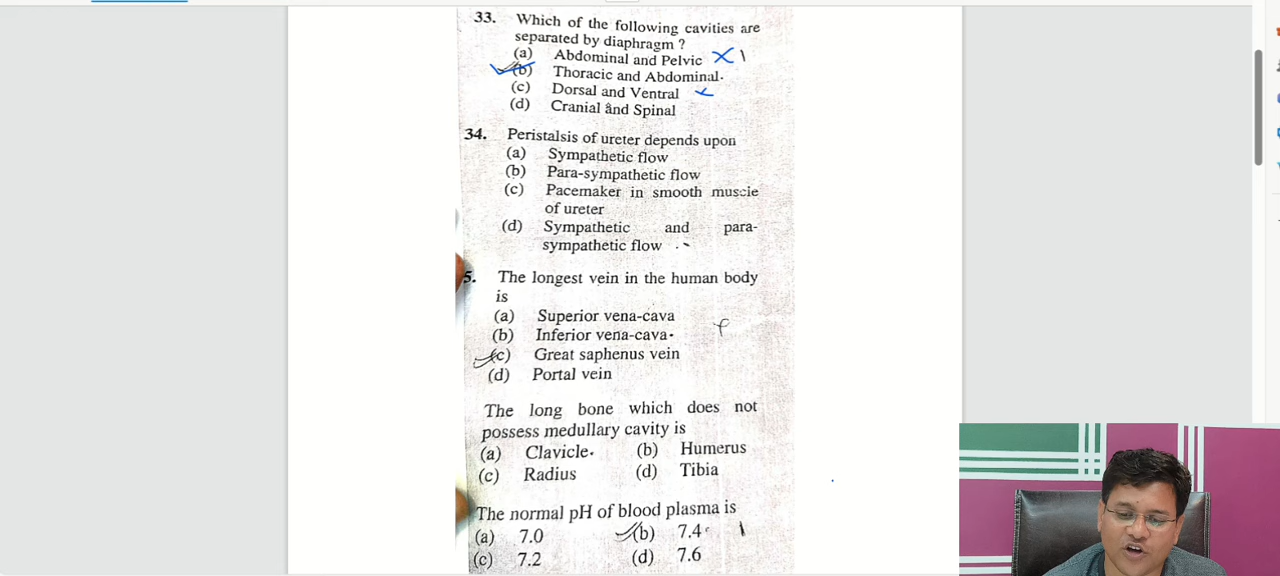 33. Which of the following cavities are
separated by diaphragm ?
(a) Abdominal and Pelvic
(b) Thoracic and Abdominal
(c) Dorsal and Ventral
(d) Cranial and Spinal
34. Peristalsis of ureter depends upon
(a) Sympathetic flow
(b) Para-sympathetic flow
(c) Pacemaker in smooth muscle
of ureter
(d) Sympathetic and para-
sympathetic flow
5. The longest vein in the human body
is
(a) Superior vena-cava
(b) Inferior vena-cava
(c) Great saphenus vein
(d) Portal vein
The long bone which does not
possess medullary cavity is
(a) Clavicle (b) Humerus
(c) Radius (d) Tibia
The normal pH of blood plasma is
(a) 7.0 (b) 7.4
(c) 7.2 (d) 7.6